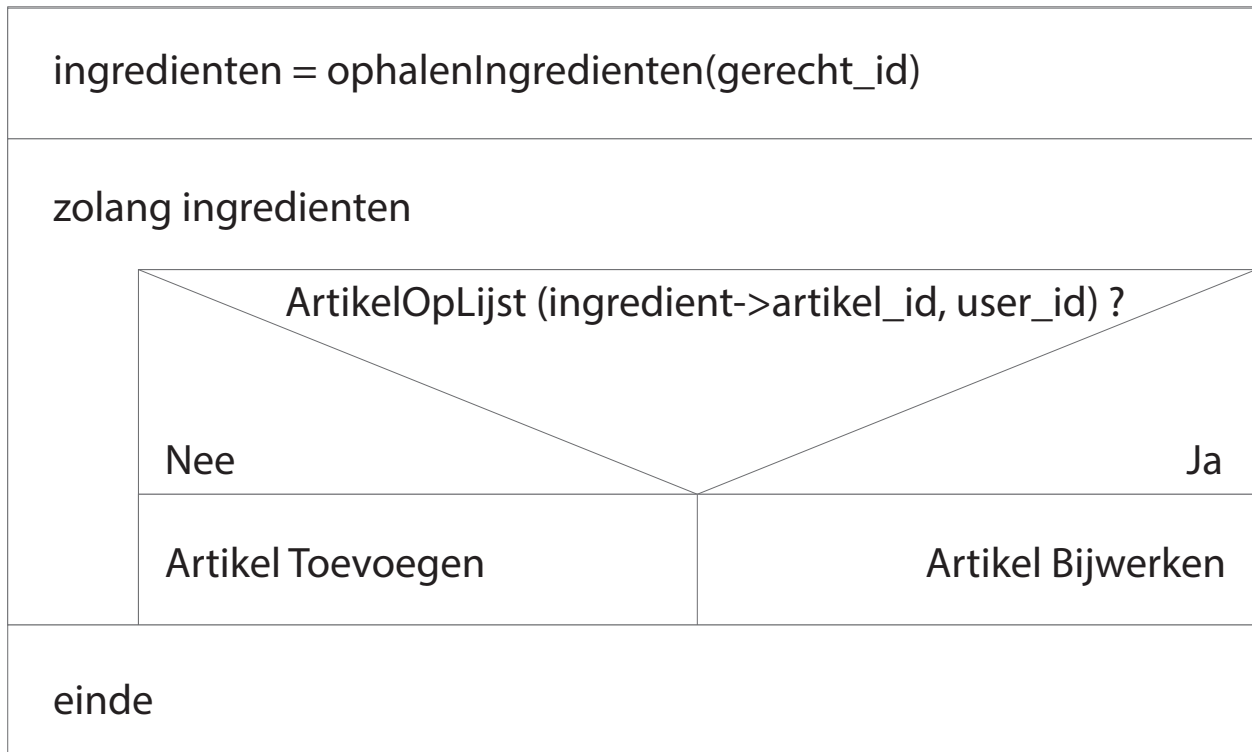 ingredienten = ophalenIngredienten(gerecht_id)
zolang ingredienten
ArtikelOpLijst (ingredient->artikel_id, user_id) ?
Nee
Ja
Artikel Toevoegen
Artikel Bijwerken
einde